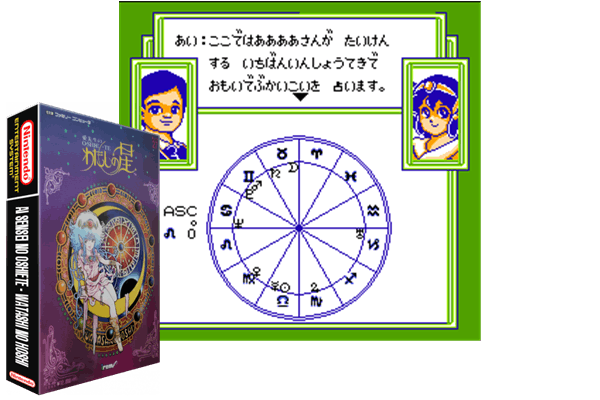 あい:ここではああああさんが たいけん
する いちばんいんしょうてきで
おもいでぶかいこいを 占います。
ASC
0
Nintendo
ENTERTAINMENT
SYSTEM
AI SENSEI NO OSHIETE - WATASHI NO HOSHI
Nintendo
わたしの星